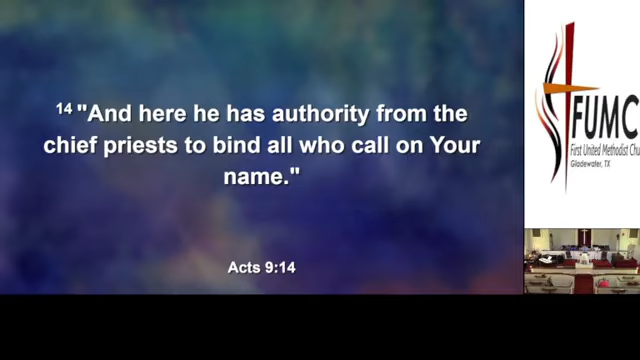 14 "And here he has authority from the
chief priests to bind all who call on Your
name."
Acts 9:14
FUMC
First United Methodist Chu
Gladewater, TX